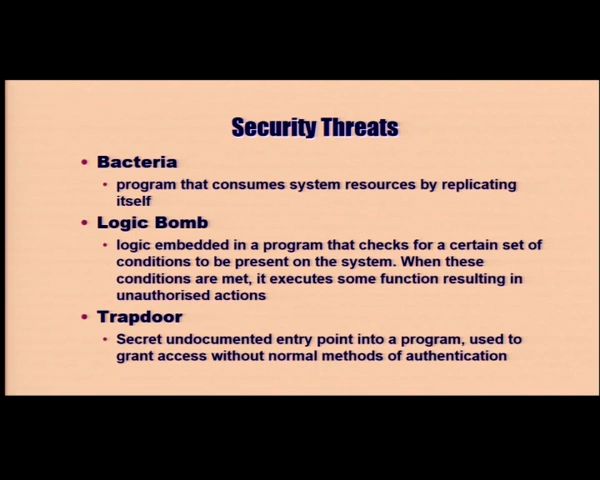 Security Threats
• Bacteria
• program that consumes system resources by replicating
itself
• Logic Bomb
• logic embedded in a program that checks for a certain set of
conditions to be present on the system. When these
conditions are met, it executes some function resulting in
unauthorised actions
• Trapdoor
• Secret undocumented entry point into a program, used to
grant access without normal methods of authentication